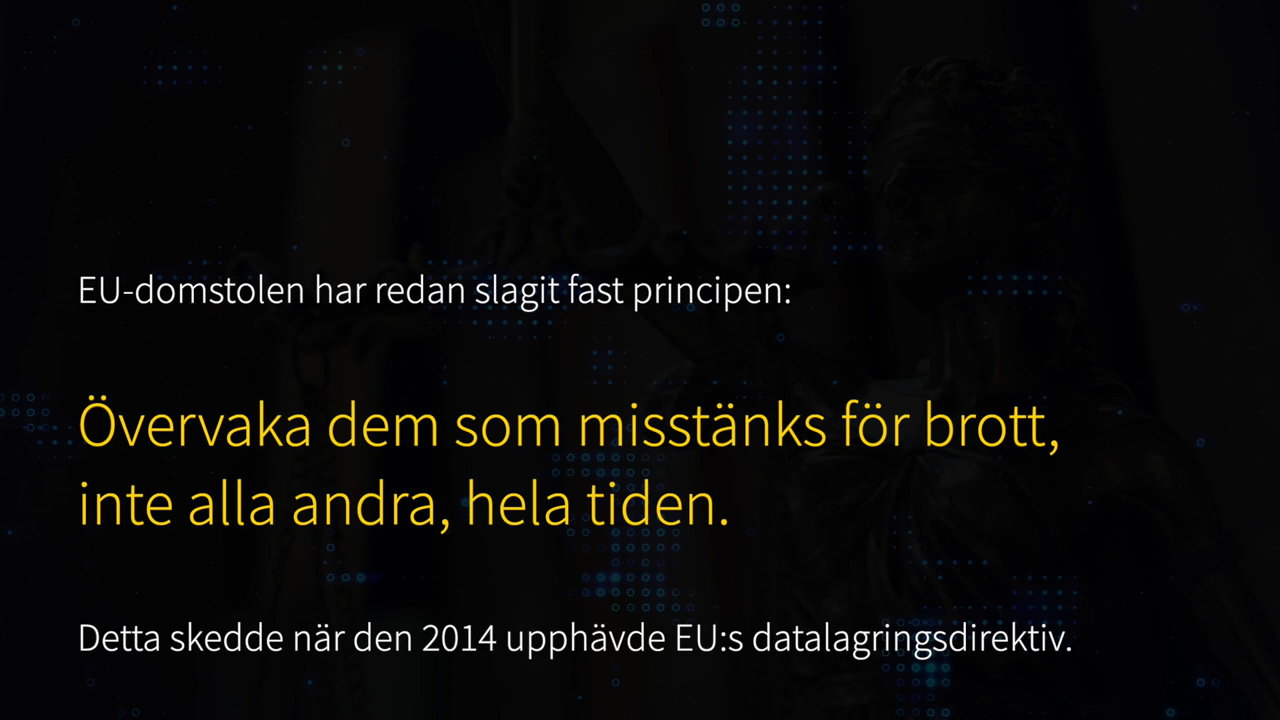 EU-domstolen har redan slagit fast principen:
Övervaka dem som misstänks för brott,
inte alla andra, hela tiden.
Detta skedde när den 2014 upphävde EU:s datalagringsdirektiv.